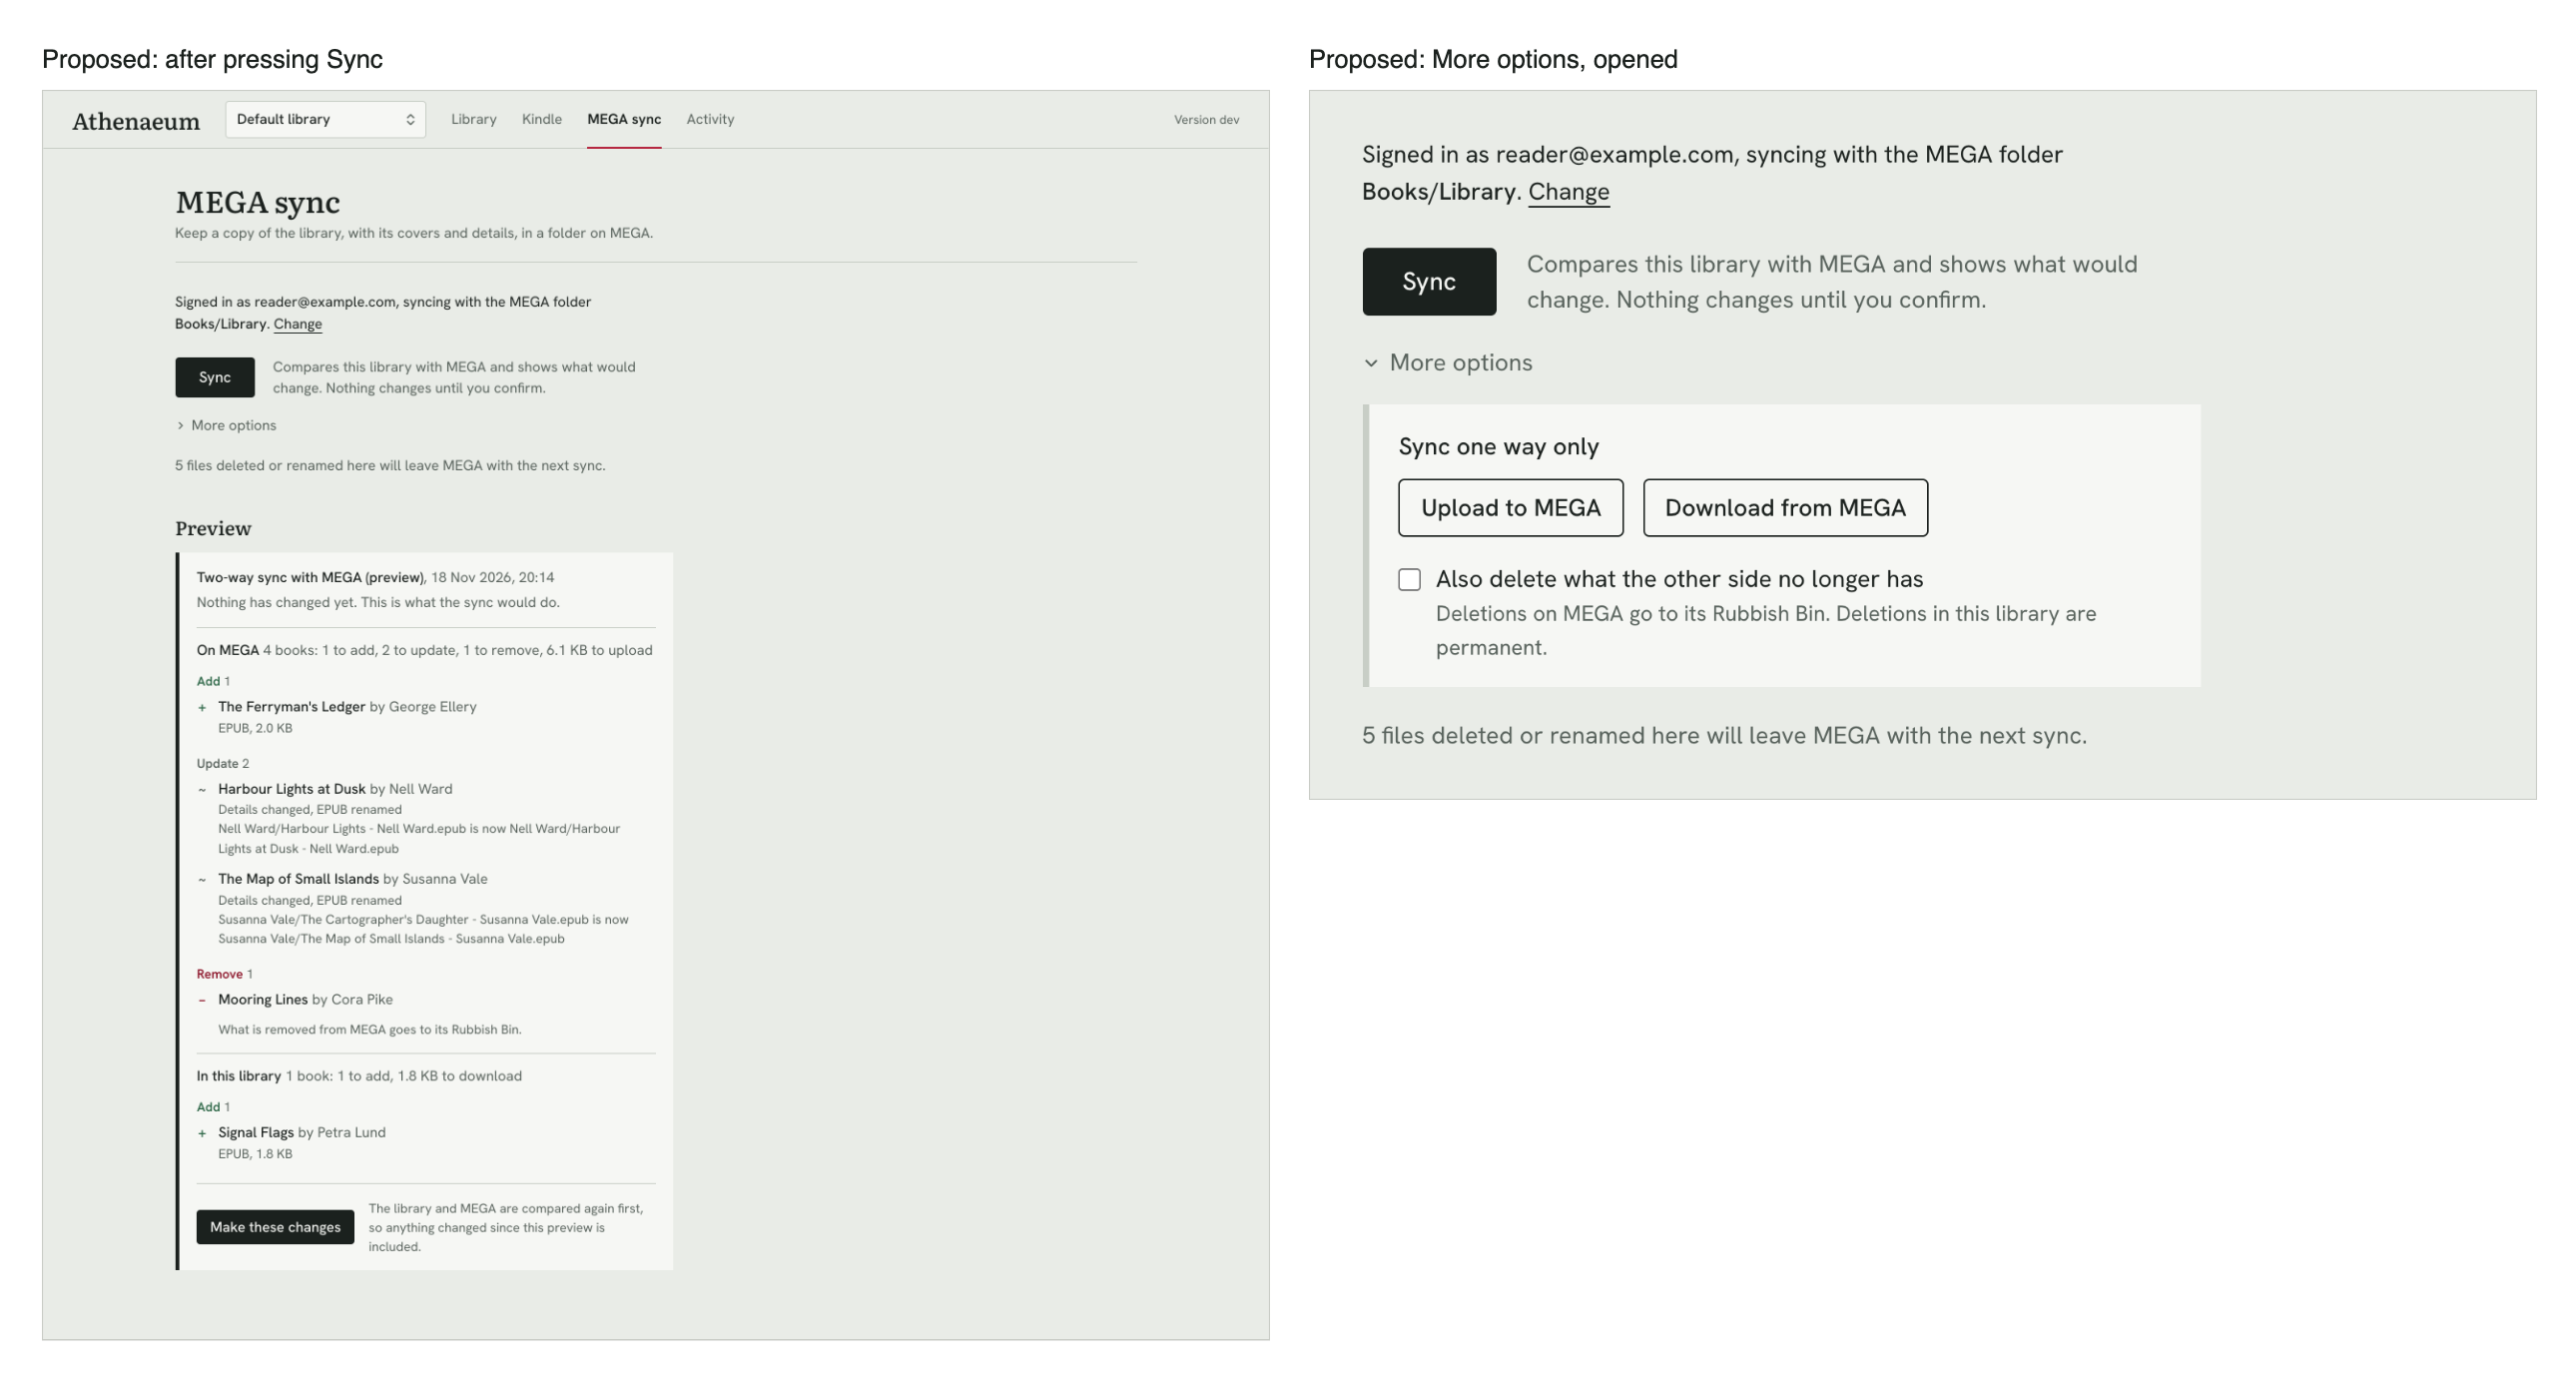 Proposed: after pressing Sync
Athenaeum
Default library
Library
Kindle
MEGA sync
Activity
Version dev
MEGA sync
Keep a copy of the library, with its covers and details, in a folder on MEGA.
Signed in as reader@example.com, syncing with the MEGA folder
Books/Library. Change
Sync
Compares this library with MEGA and shows what would
change. Nothing changes until you confirm.
More options
5 files deleted or renamed here will leave MEGA with the next sync.
Preview
Two-way sync with MEGA (preview), 18 Nov 2026, 20:14
Nothing has changed yet. This is what the sync would do.
On MEGA 4 books: 1 to add, 2 to update, 1 to remove, 6.1 KB to upload
Add 1
+ The Ferryman's Ledger by George Ellery
EPUB, 2.0 KB
Update 2
~ Harbour Lights at Dusk by Nell Ward
Details changed, EPUB renamed
Nell Ward/Harbour Lights - Nell Ward.epub is now Nell Ward/Harbour
Lights at Dusk - Nell Ward.epub
~ The Map of Small Islands by Susanna Vale
Details changed, EPUB renamed
Susanna Vale/The Cartographer's Daughter - Susanna Vale.epub is now
Susanna Vale/The Map of Small Islands - Susanna Vale.epub
Remove 1
– Mooring Lines by Cora Pike
What is removed from MEGA goes to its Rubbish Bin.
In this library 1 book: 1 to add, 1.8 KB to download
Add 1
+ Signal Flags by Petra Lund
EPUB, 1.8 KB
Make these changes
The library and MEGA are compared again first,
so anything changed since this preview is
included.
Proposed: More options, opened
Signed in as reader@example.com, syncing with the MEGA folder
Books/Library. Change
Sync
Compares this library with MEGA and shows what would
change. Nothing changes until you confirm.
More options
Sync one way only
Upload to MEGA
Download from MEGA
Also delete what the other side no longer has
Deletions on MEGA go to its Rubbish Bin. Deletions in this library are
permanent.
5 files deleted or renamed here will leave MEGA with the next sync.